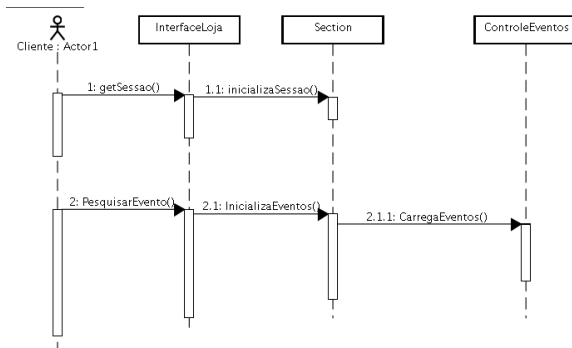 InterfaceLoja
Section
ControleEventos
Cliente : Actor1
1: getSessao()
1.1: inicializaSessao()
2: PesquisarEvento()
2.1: InicializaEventos()
2.1.1: CarregaEventos()